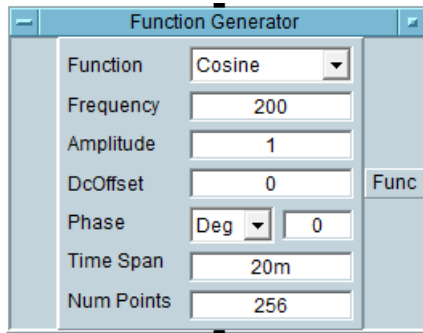 Function Generator
Function Cosine
Frequency 200
Amplitude 1
DcOffset 0 Func
Phase Deg 0
Time Span 20m
Num Points 256